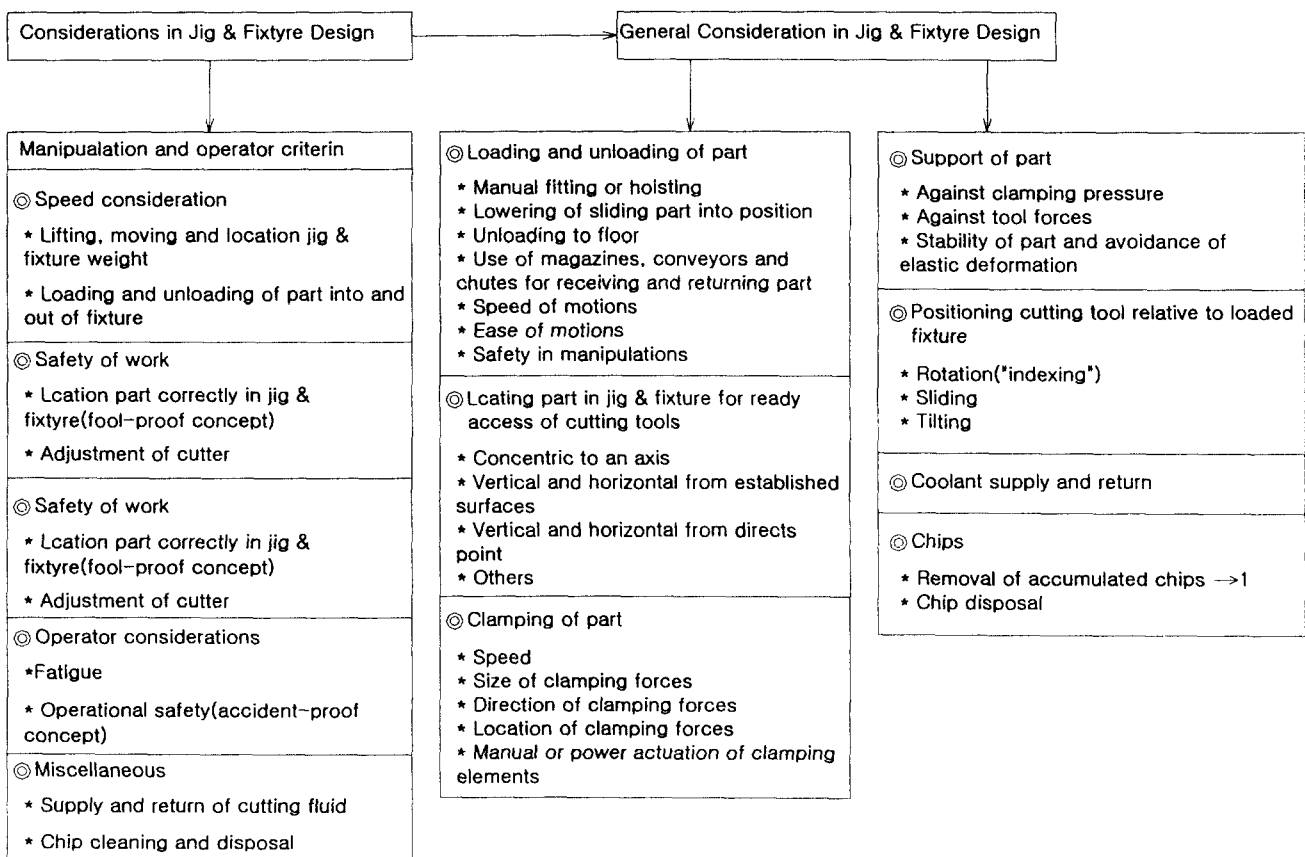 Considerations in Jig & Fixtyre Design
General Consideration in Jig & Fixtyre Design
Manipualation and operator criterin
◎ Speed consideration
* Lifting, moving and location jig &
fixture weight
* Loading and unloading of part into and
out of fixture
◎ Safety of work
* Lcation part correctly in jig &
fixtyre(fool-proof concept)
* Adjustment of cutter
◎ Safety of work
* Lcation part correctly in jig &
fixtyre(fool-proof concept)
* Adjustment of cutter
◎ Operator considerations
*Fatigue
* Operational safety(accident-proof
concept)
◎ Miscellaneous
* Supply and return of cutting fluid
* Chip cleaning and disposal
◎ Loading and unloading of part
* Manual fitting or hoisting
* Lowering of sliding part into position
* Unloading to floor
* Use of magazines, conveyors and
chutes for receiving and returning part
* Speed of motions
* Ease of motions
* Safety in manipulations
◎ Lcating part in jig & fixture for ready
access of cutting tools
* Concentric to an axis
* Vertical and horizontal from established
surfaces
* Vertical and horizontal from directs
point
* Others
◎ Clamping of part
* Speed
* Size of clamping forces
* Direction of clamping forces
* Location of clamping forces
* Manual or power actuation of clamping
elements
◎ Support of part
* Against clamping pressure
* Against tool forces
* Stability of part and avoidance of
elastic deformation
◎ Positioning cutting tool relative to loaded
fixture
* Rotation("indexing")
* Sliding
* Tilting
◎ Coolant supply and return
◎ Chips
* Removal of accumulated chips →1
* Chip disposal